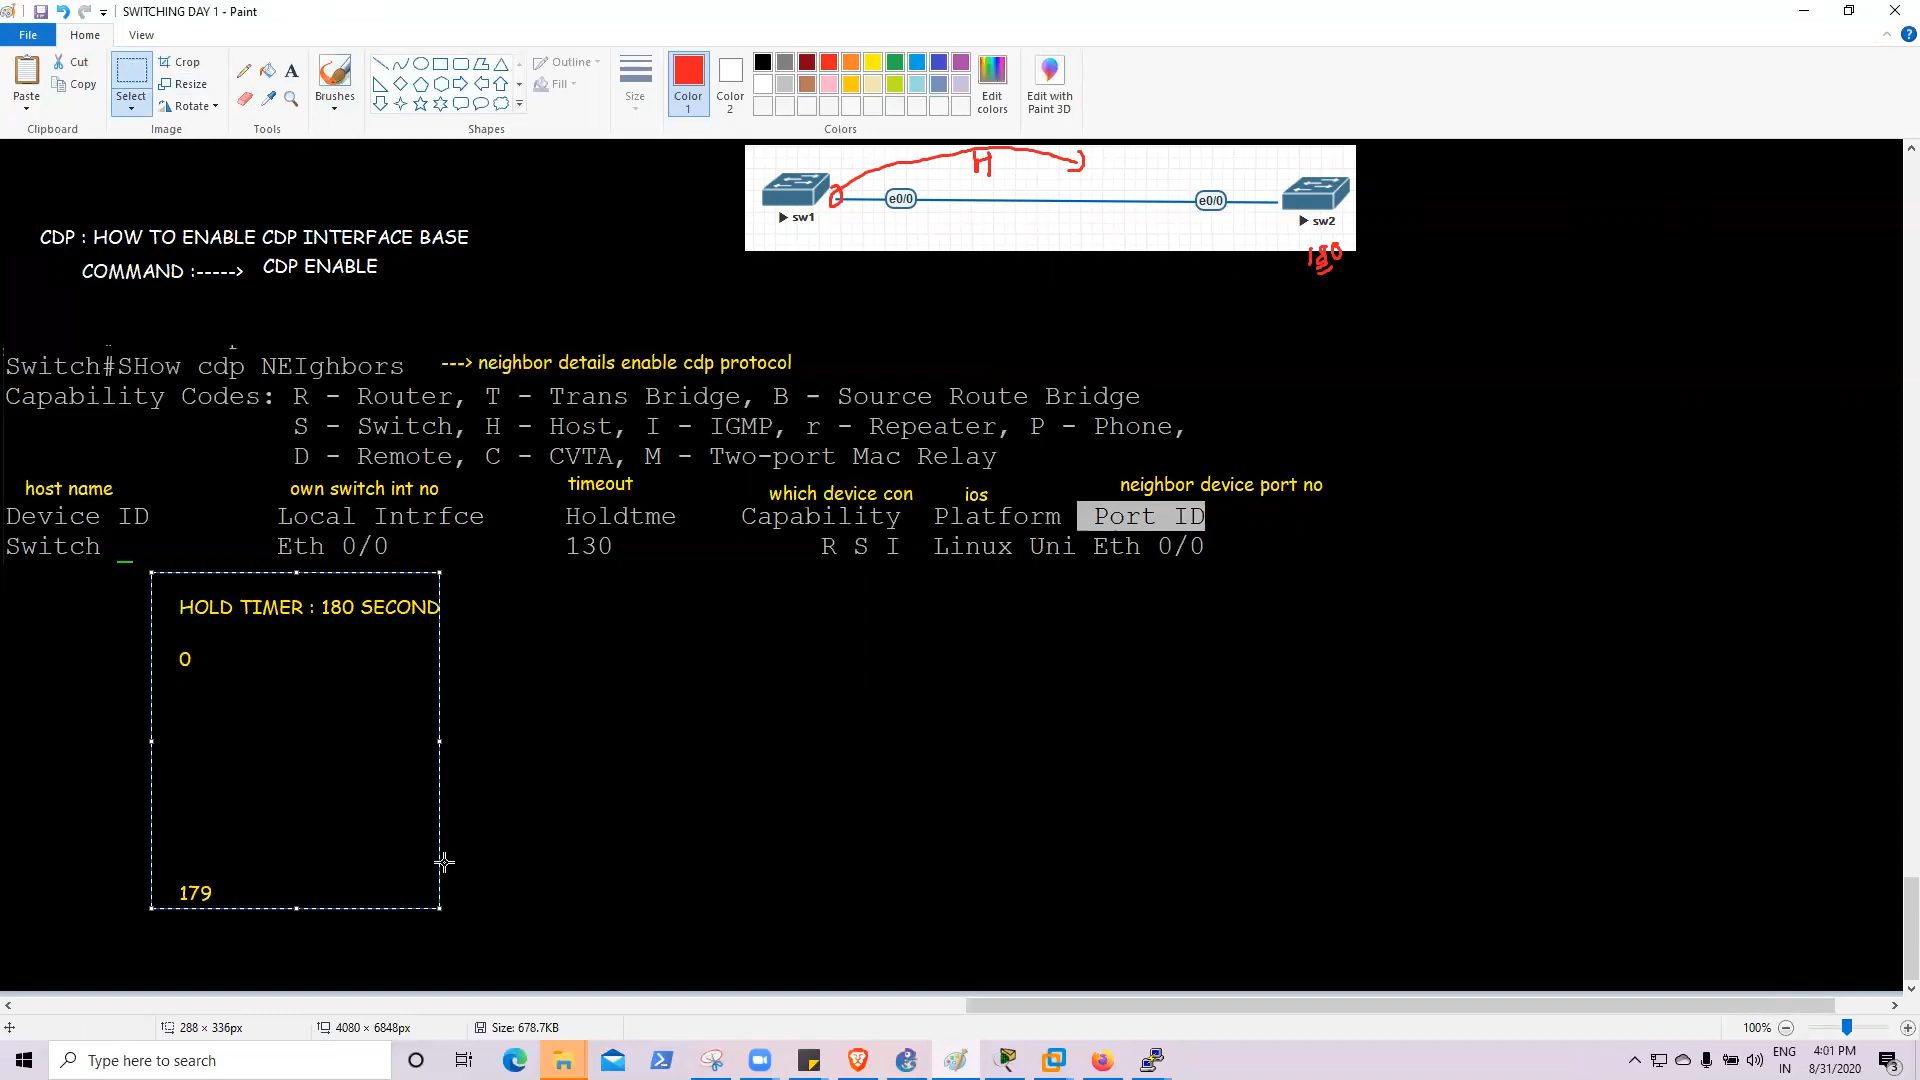 SWITCHING DAY 1 - Paint
File
Home
View
Paste
Cut
Copy
Clipboard
Select
Crop
Resize
Rotate
Image
Tools
Brushes
Shapes
Outline
Fill
Size
Color 1
Color 2
Edit colors
Colors
Edit with Paint 3D
H
e0/0
e0/0
sw1
sw2
180
CDP : HOW TO ENABLE CDP INTERFACE BASE
COMMAND :-----> CDP ENABLE
Switch#SHow cdp NEIghbors ---> neighbor details enable cdp protocol
Capability Codes: R - Router, T - Trans Bridge, B - Source Route Bridge
S - Switch, H - Host, I - IGMP, r - Repeater, P - Phone,
D - Remote, C - CVTA, M - Two-port Mac Relay
host name own switch int no timeout which device con ios neighbor device port no
Device ID Local Intrfce Holdtme Capability Platform Port ID
Switch Eth 0/0 130 R S I Linux Uni Eth 0/0
HOLD TIMER : 180 SECOND
0
179
288 × 336px
4080 × 6848px
Size: 678.7KB
100%
Type here to search
ENG
IN
4:01 PM
8/31/2020
3